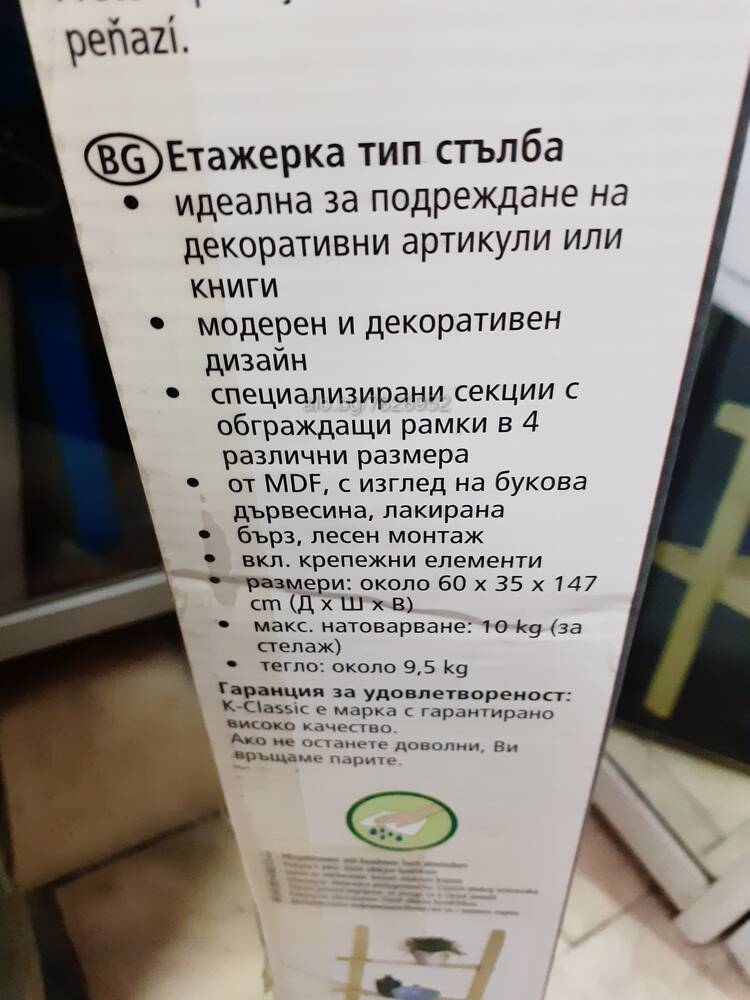 peňazí.
BG Етажерка тип стълба
• идеална за подреждане на
декоративни артикули или
книги
• модерен и декоративен
дизайн
• специализирани секции с
обграждащи рамки в 4
различни размера
• от MDF, с изглед на букова
дървесина, лакирана
• бърз, лесен монтаж
• вкл. крепежни елементи
• размери: около 60 x 35 x 147
cm (Д x Ш x В)
• макс. натоварване: 10 kg (за
стелаж)
• тегло: около 9,5 kg
Гаранция за удовлетвореност:
K-Classic е марка с гарантирано
високо качество.
Ако не останете доволни, Ви
връщаме парите.